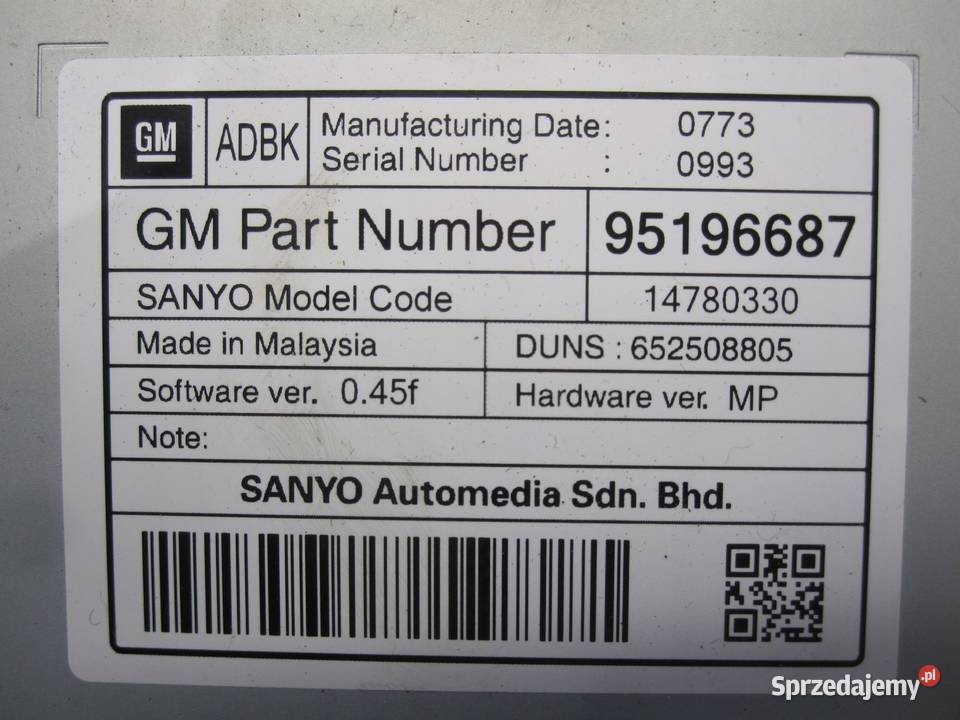 GM ADBK Manufacturing Date: 0773
Serial Number : 0993
GM Part Number 95196687
SANYO Model Code 14780330
Made in Malaysia DUNS : 652508805
Software ver. 0.45f Hardware ver. MP
Note:
SANYO Automedia Sdn. Bhd.
Sprzedajemy.pl